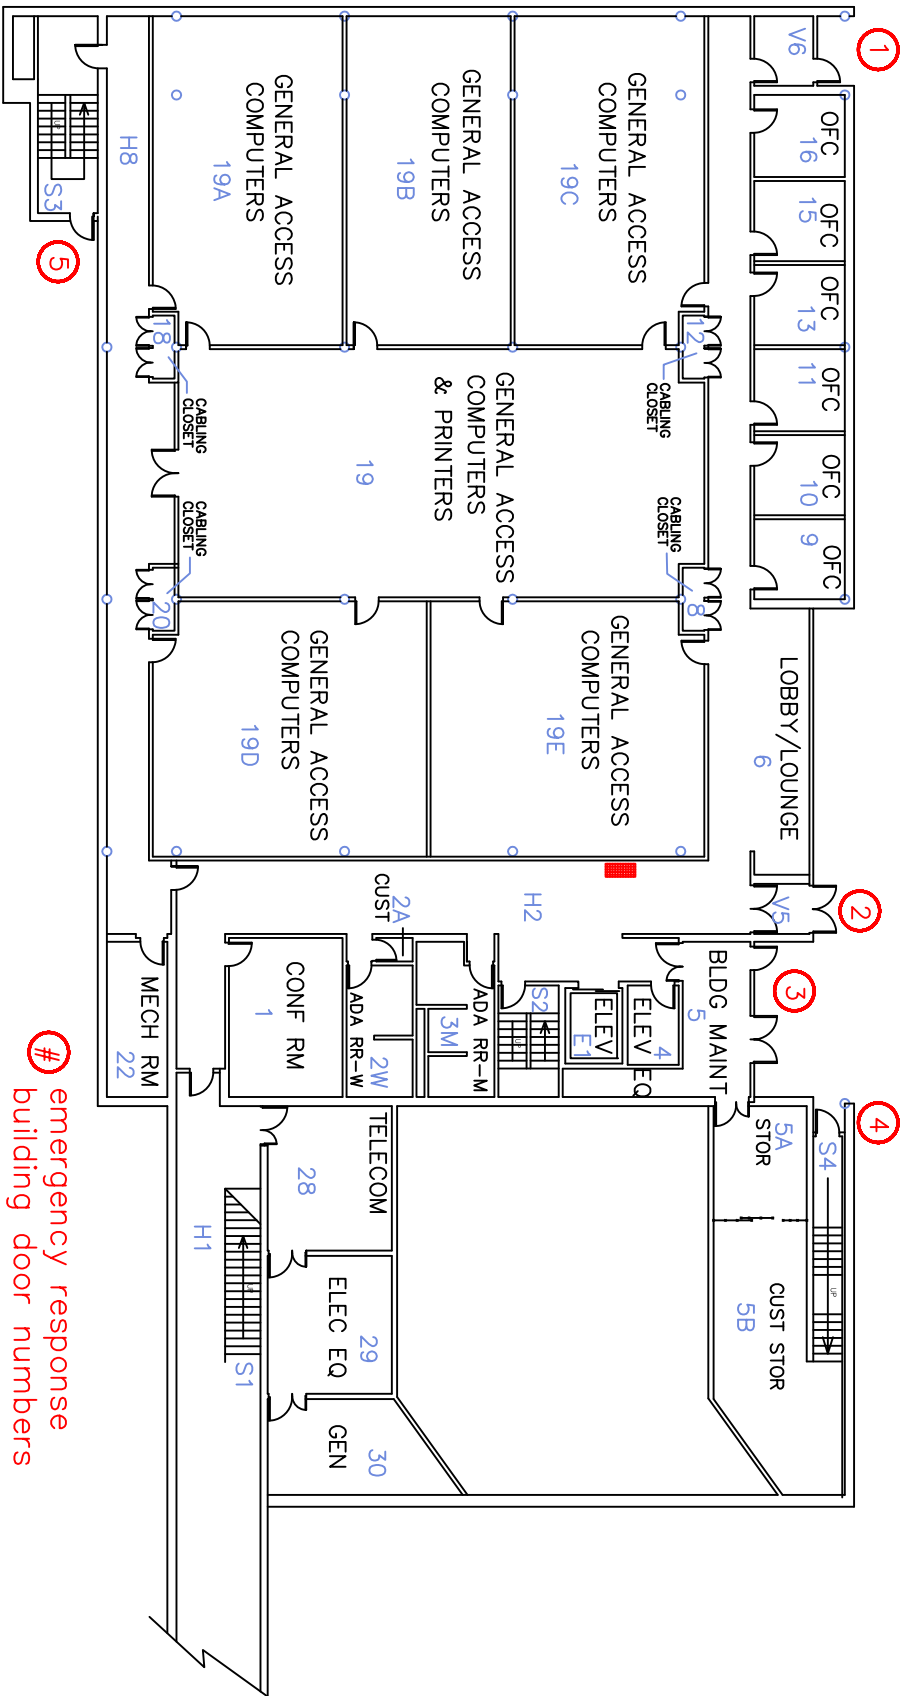 1
V6
OFC
16
OFC
15
OFC
13
OFC
11
OFC
10
OFC
9
GENERAL ACCESS
COMPUTERS
19C
GENERAL ACCESS
COMPUTERS
19B
GENERAL ACCESS
COMPUTERS
19A
H8
UP
S3
5
12
CABLING
CLOSET
18
CABLING
CLOSET
GENERAL ACCESS
COMPUTERS
& PRINTERS
19
CABLING
CLOSET
8
CABLING
CLOSET
20
LOBBY/LOUNGE
6
GENERAL ACCESS
COMPUTERS
19E
GENERAL ACCESS
COMPUTERS
19D
2
V5
H2
2A
CUST
3
BLDG MAINT
5
ELEV EQ
4
ELEV
E1
S2
UP
ADA RR-M
3M
ADA RR-W
2W
CONF RM
1
MECH RM
22
4
S4
UP
5A
STOR
CUST STOR
5B
TELECOM
28
ELEC EQ
29
GEN
30
H1
UP
S1
# emergency response
building door numbers